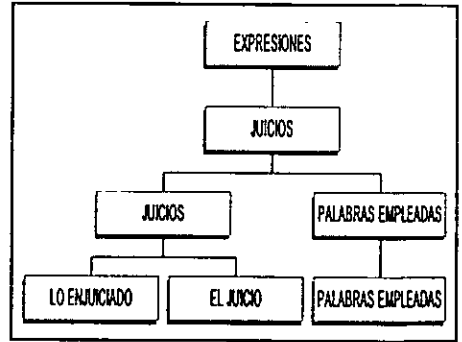 EXPRESIONES
JUICIOS
JUICIOS
PALABRAS EMPLEADAS
LO ENJUICIADO
EL JUICIO
PALABRAS EMPLEADAS